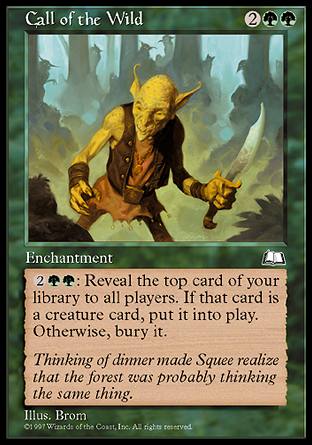 Call of the Wild 2
Enchantment
2 : Reveal the top card of your
library to all players. If that card is
a creature card, put it into play.
Otherwise, bury it.
Thinking of dinner made Squee realize
that the forest was probably thinking
the same thing.
Illus. Brom
©1997 Wizards of the Coast, Inc. All rights reserved.